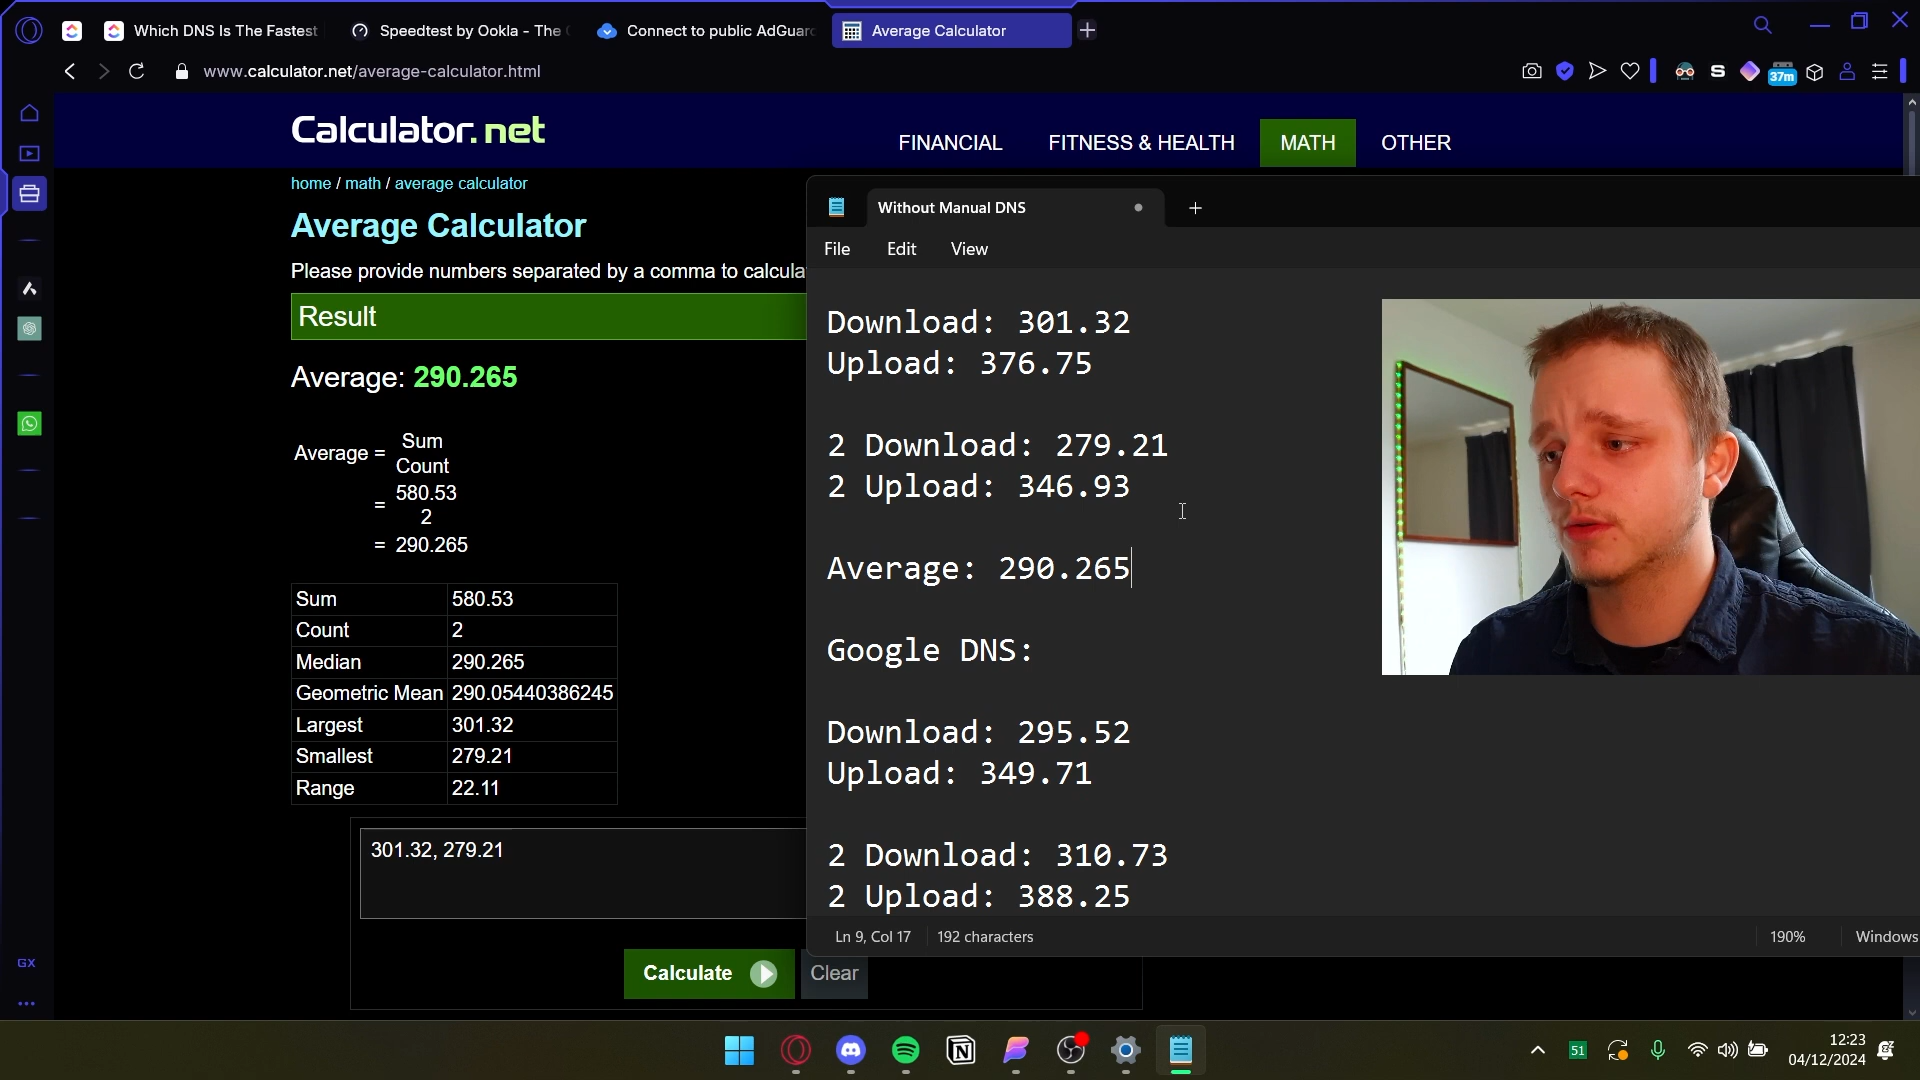 Which DNS Is The Fastest
Speedtest by Ookla - The
Connect to public AdGuar
Average Calculator
www.calculator.net/average-calculator.html
37m
Calculator.net
FINANCIAL
FITNESS & HEALTH
MATH
OTHER
home / math / average calculator
Average Calculator
Please provide numbers separated by a comma to calcula
Result
Average: 290.265
Average = Sum
Count
= 580.53
2
= 290.265
Sum 580.53
Count 2
Median 290.265
Geometric Mean 290.05440386245
Largest 301.32
Smallest 279.21
Range 22.11
301.32, 279.21
Calculate
Clear
Without Manual DNS
File Edit View
Download: 301.32
Upload: 376.75
2 Download: 279.21
2 Upload: 346.93
Average: 290.265
Google DNS:
Download: 295.52
Upload: 349.71
2 Download: 310.73
2 Upload: 388.25
Ln 9, Col 17
192 characters
190%
Windows
GX
51
12:23
04/12/2024